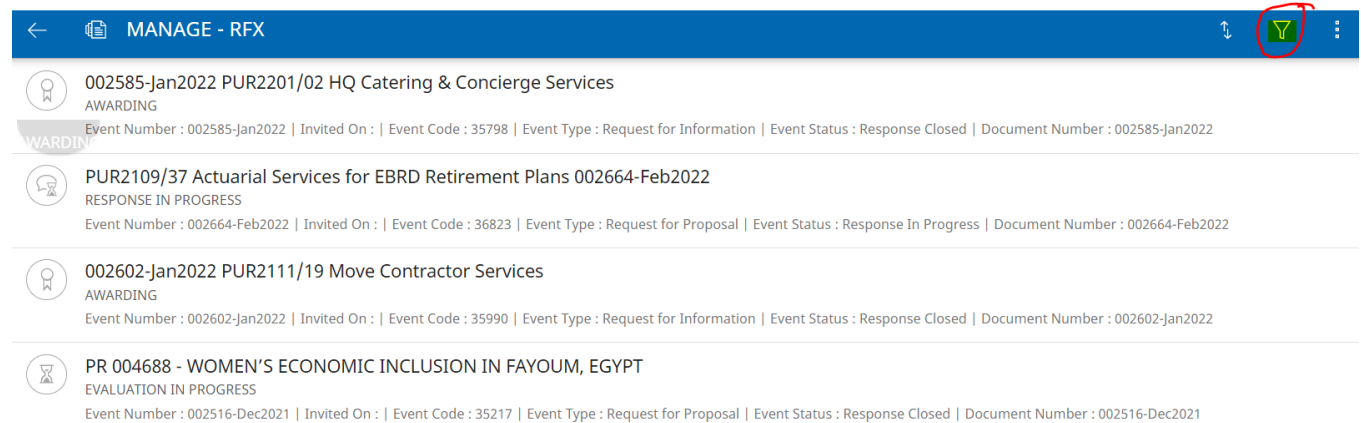 MANAGE - RFX
002585-Jan2022 PUR2201/02 HQ Catering & Concierge Services
AWARDING
Event Number : 002585-Jan2022 | Invited On : | Event Code : 35798 | Event Type : Request for Information | Event Status : Response Closed | Document Number : 002585-Jan2022
WARDING
PUR2109/37 Actuarial Services for EBRD Retirement Plans 002664-Feb2022
RESPONSE IN PROGRESS
Event Number : 002664-Feb2022 | Invited On : | Event Code : 36823 | Event Type : Request for Proposal | Event Status : Response In Progress | Document Number : 002664-Feb2022
002602-Jan2022 PUR2111/19 Move Contractor Services
AWARDING
Event Number : 002602-Jan2022 | Invited On : | Event Code : 35990 | Event Type : Request for Information | Event Status : Response Closed | Document Number : 002602-Jan2022
PR 004688 - WOMEN’S ECONOMIC INCLUSION IN FAYOUM, EGYPT
EVALUATION IN PROGRESS
Event Number : 002516-Dec2021 | Invited On : | Event Code : 35217 | Event Type : Request for Proposal | Event Status : Response Closed | Document Number : 002516-Dec2021